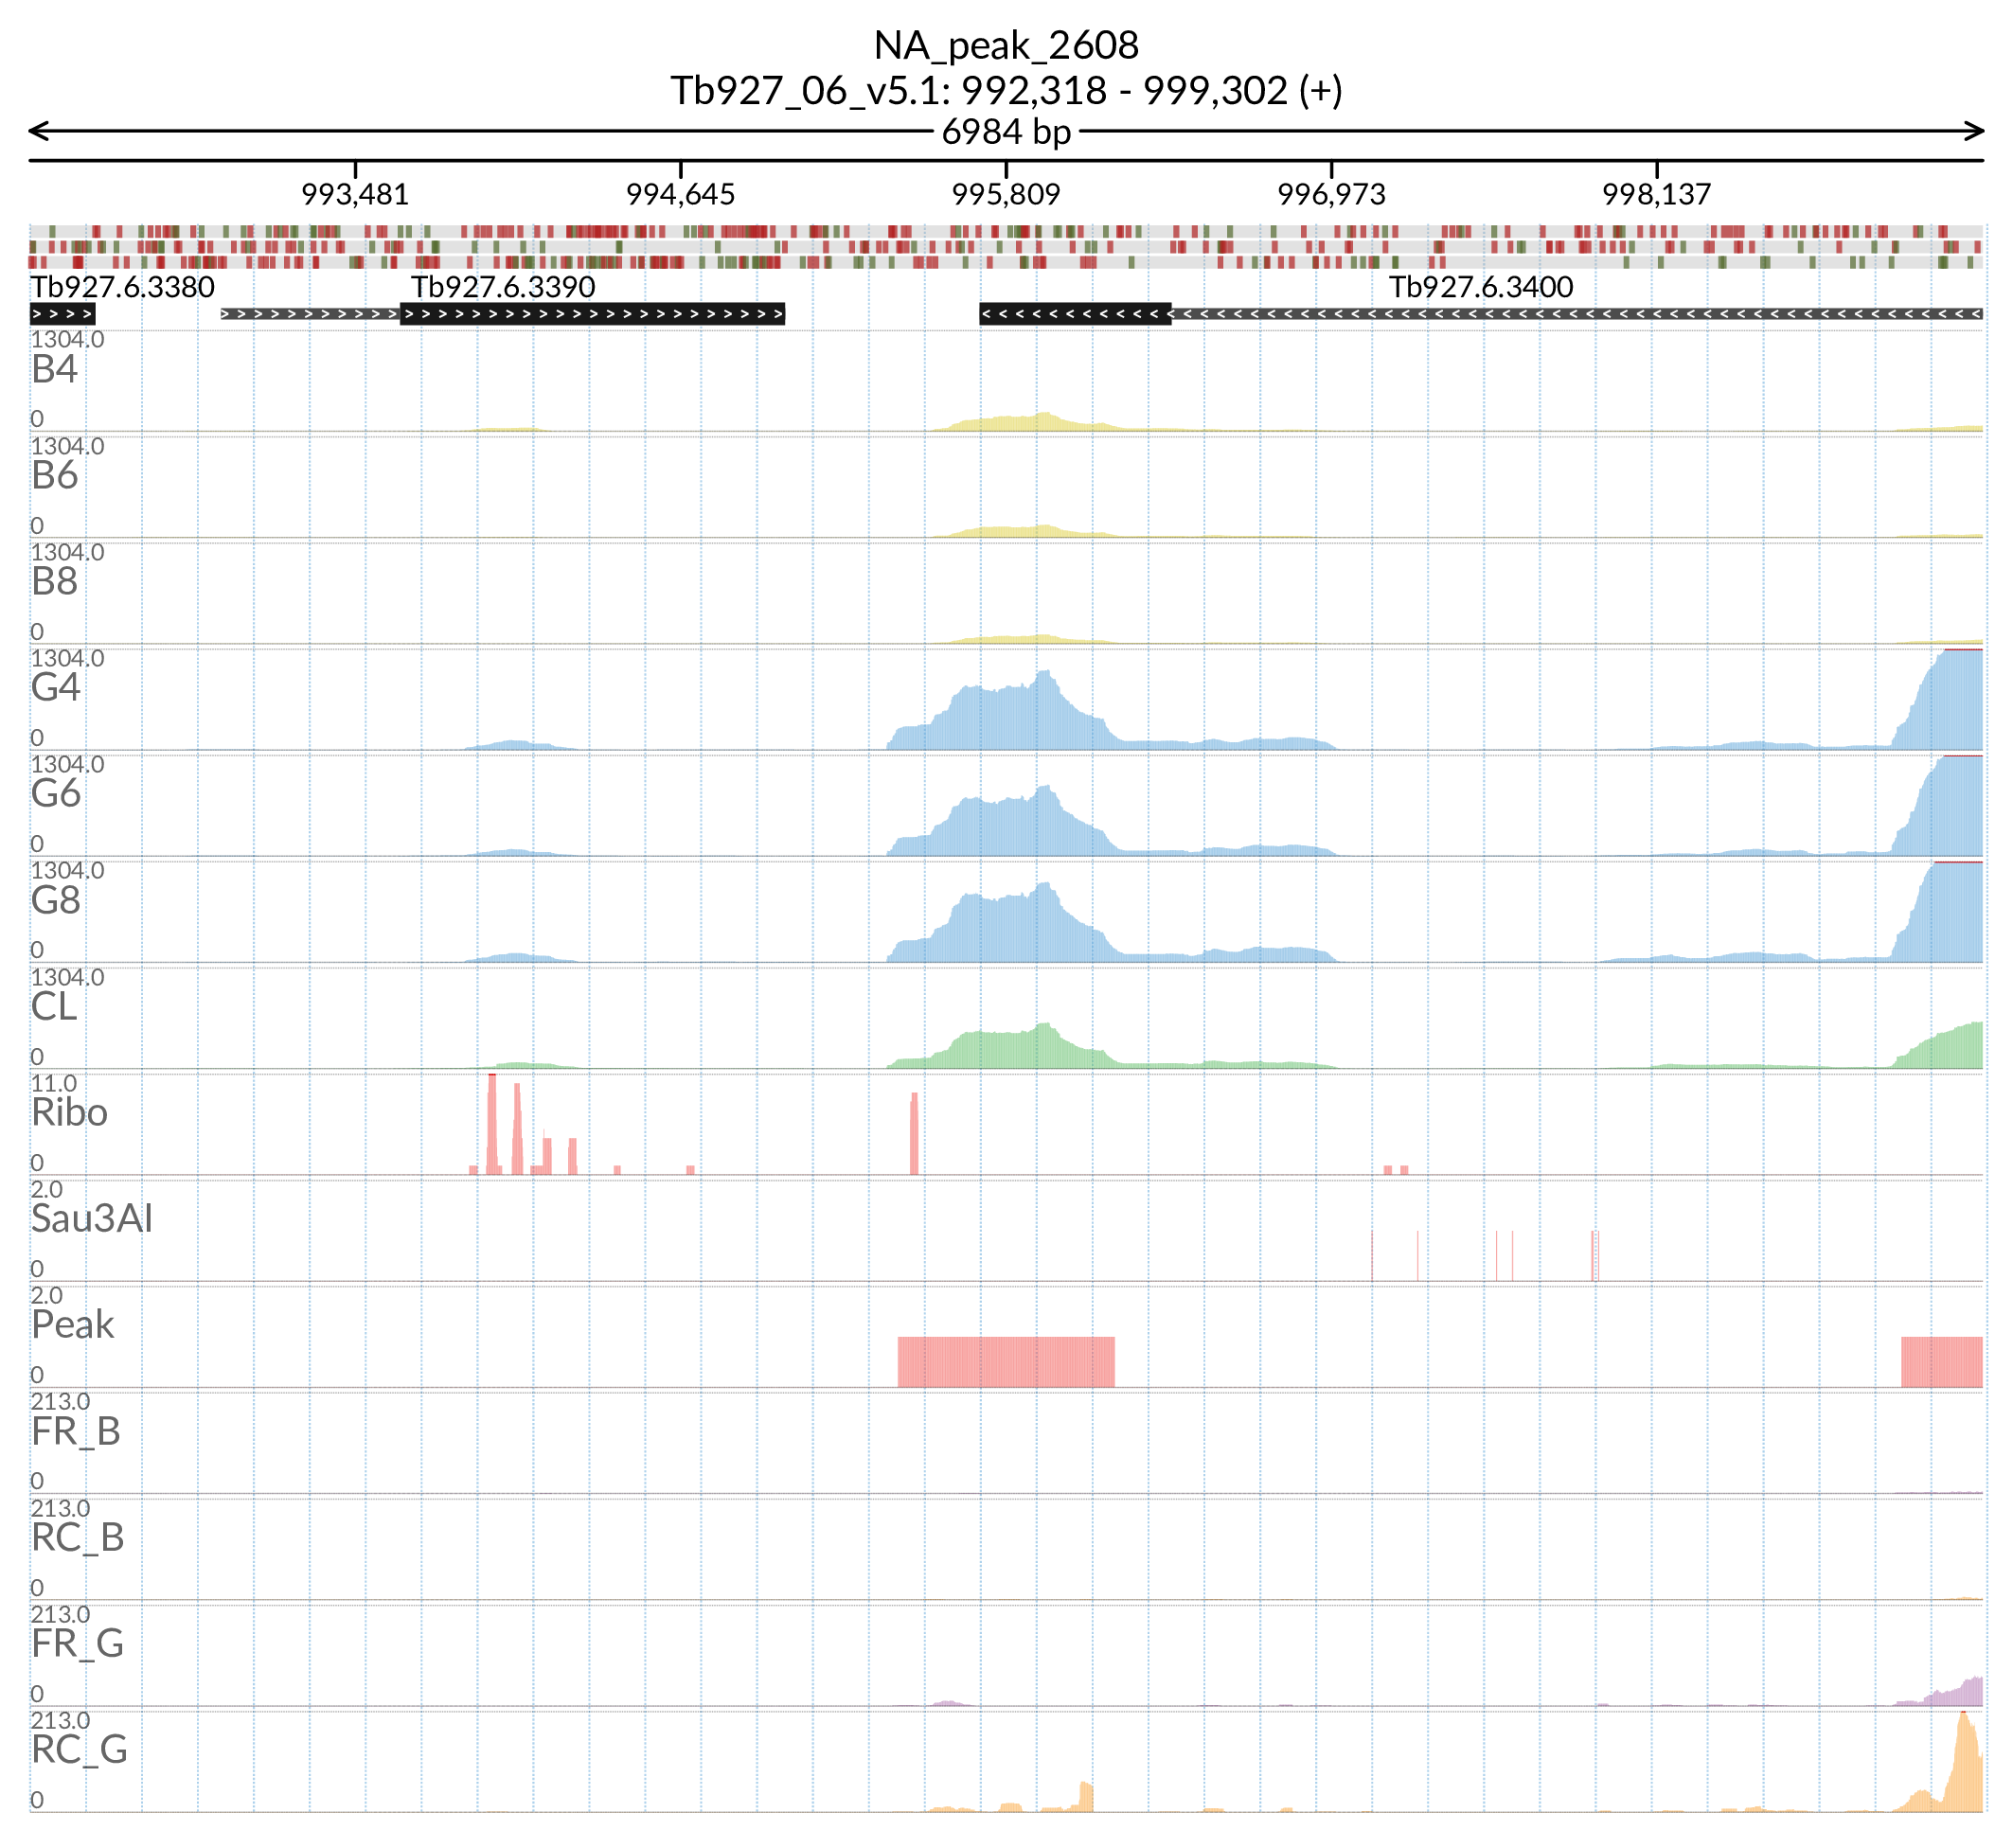 NA_peak_2608
Tb927_06_v5.1: 992,318 - 999,302 (+)
6984 bp
993,481 994,645 995,809 996,973 998,137
Tb927.6.3380 Tb927.6.3390 Tb927.6.3400
1304.0
B4
0
1304.0
B6
0
1304.0
B8
0
1304.0
G4
0
1304.0
G6
0
1304.0
G8
0
1304.0
CL
0
11.0
Ribo
0
2.0
Sau3AI
0
2.0
Peak
0
213.0
FR_B
0
213.0
RC_B
0
213.0
FR_G
0
213.0
RC_G
0